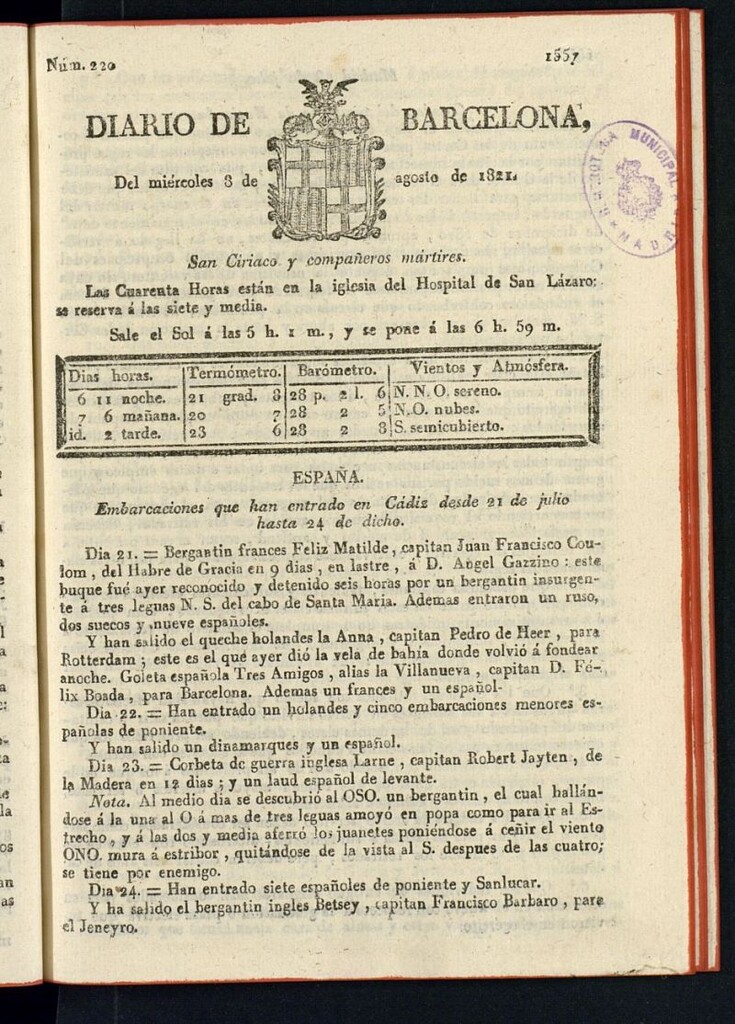 Núm. 220
1557
DIARIO DE BARCELONA,
Del miércoles 8 de agosto de 1821.
HEMEROTECA MUNICIPAL
MADRID
San Ciriaco y compañeros mártires.
Las Cuarenta Horas están en la iglesia del Hospital de San Lázaro:
se reserva á las siete y media.
Sale el Sol á las 5 h. 1 m., y se pone á las 6 h. 59 m.
Dias horas. Termómetro. Barómetro. Vientos y Atmósfera.
6 11 noche. 21 grad. 8 28 p. 2 l. 6 N. N. O. sereno.
7 6 mañana. 20 7 28 2 5 N. O. nubes.
id. 2 tarde. 23 6 28 2 8 S. semicubierto.
ESPAÑA.
Embarcaciones que han entrado en Cádiz desde 21 de julio
hasta 24 de dicho.
Dia 21. = Bergantin frances Feliz Matilde, capitan Juan Francisco Cou-
lom, del Habre de Gracia en 9 dias, en lastre, á D. Angel Gazzino: este
buque fué ayer reconocido y detenido seis horas por un bergantin insurgen-
te á tres leguas N. S. del cabo de Santa Maria. Ademas entraron un ruso,
dos suecos y nueve españoles.
Y han salido el queche holandes la Anna, capitan Pedro de Heer, para
Rotterdam; este es el que ayer dió la vela de bahía donde volvió á fondear
anoche. Goleta española Tres Amigos, alias la Villanueva, capitan D. Fé-
lix Boada, para Barcelona. Ademas un frances y un español.
Dia 22. = Han entrado un holandes y cinco embarcaciones menores es-
pañolas de poniente.
Y han salido un dinamarques y un español.
Dia 23. = Corbeta de guerra inglesa Larne, capitan Robert Jayten, de
la Madera en 12 dias; y un laud español de levante.
Nota. Al medio dia se descubrió al OSO. un bergantin, el cual hallán-
dose á la una al O á mas de tres leguas amoyó en popa como para ir al Es-
trecho, y á las dos y media aferró los juanetes poniéndose á ceñir el viento
ONO. mura á estribor, quitándose de la vista al S. despues de las cuatro;
se tiene por enemigo.
Dia 24. = Han entrado siete españoles de poniente y Sanlucar.
Y ha salido el bergantin ingles Betsey, capitan Francisco Barbaro, para
el Jeneyro.